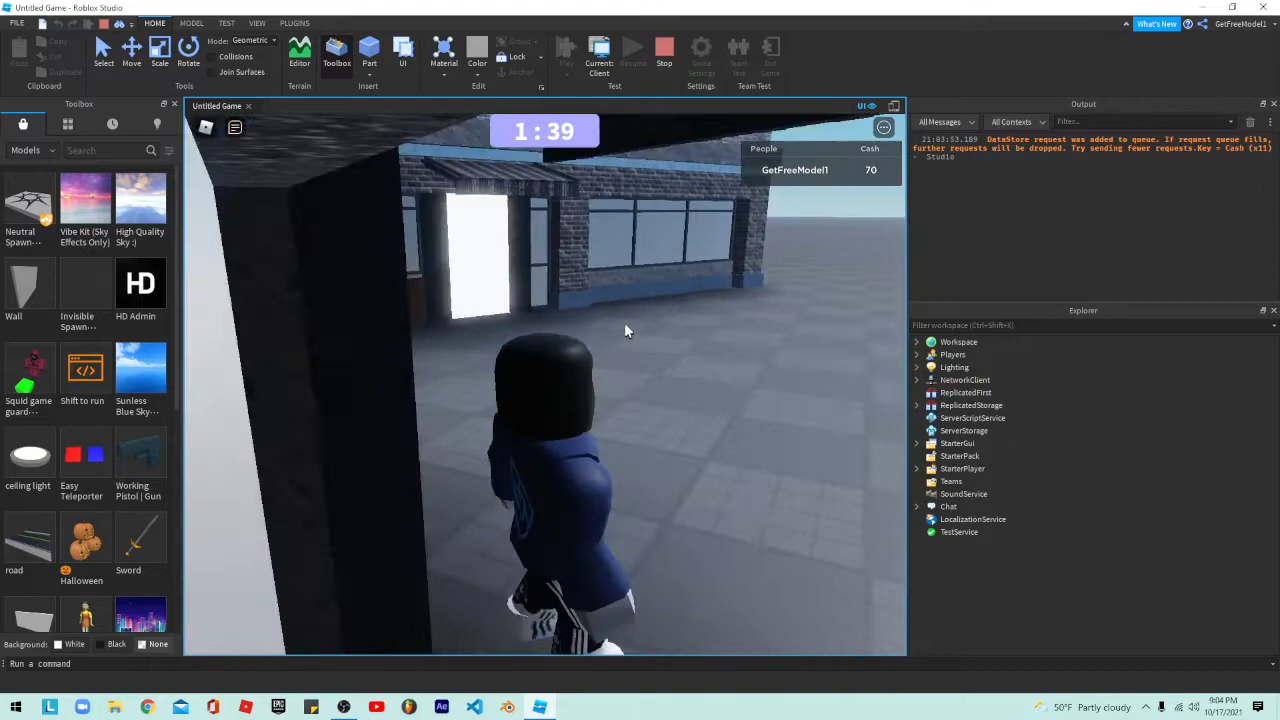 Untitled Game - Roblox Studio
FILE HOME MODEL TEST VIEW PLUGINS What's New GetFreeModel1
Paste Copy Cut Duplicate Clipboard
Select Move Scale Rotate Mode: Geometric Collisions Join Surfaces Tools
Editor Terrain
Toolbox Part UI Insert
Material Color Group Lock Anchor Edit
Play Current: Client Resume Stop Test
Game Settings Settings
Team Test End Game Team Test
Toolbox
Models Search
Neutral Spawn-...
Vibe Kit (Sky Effects Only)
High Quality Sky :)
Wall
Invisible Spawn-...
HD
HD Admin
Squid game guard-...
Shift to run
Sunless Blue Sky-...
ceiling light
Easy Teleporter
Working Pistol | Gun
road
Halloween
Sword
Background: White Black None
Untitled Game
UI
1:39
People Cash
GetFreeModel1 70
Output
All Messages All Contexts Filter...
21:03:53.189 DataStore request was added to queue. If request queue fills,
further requests will be dropped. Try sending fewer requests.Key = Cash (x11)
- Studio
Explorer
Filter workspace (Ctrl+Shift+X)
Workspace
Players
Lighting
NetworkClient
ReplicatedFirst
ReplicatedStorage
ServerScriptService
ServerStorage
StarterGui
StarterPack
StarterPlayer
Teams
SoundService
Chat
LocalizationService
TestService
Run a command
50°F Partly cloudy
9:04 PM
10/17/2021